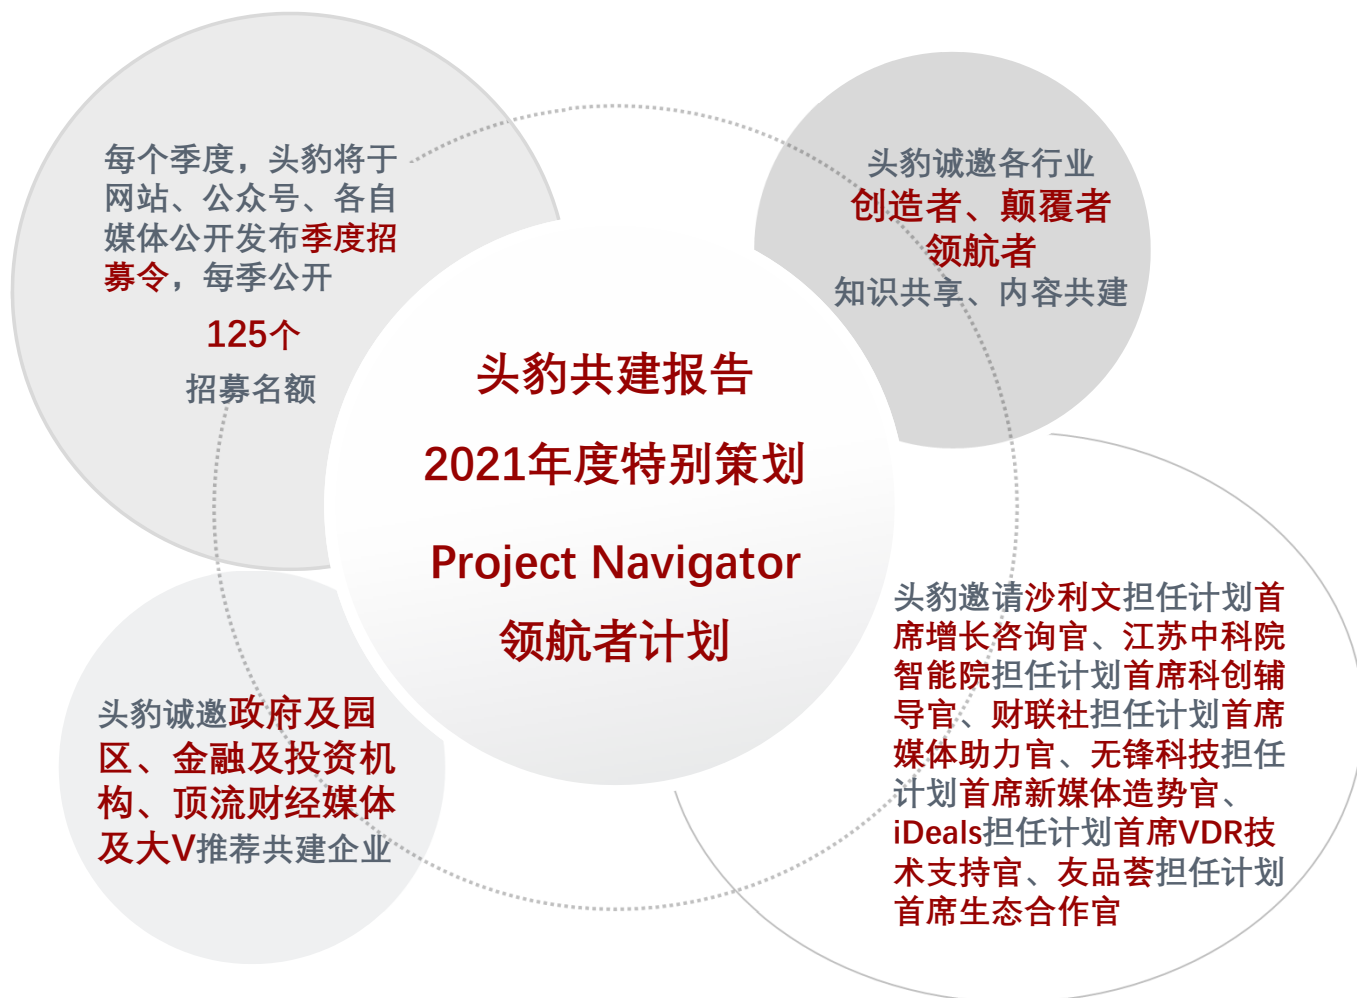 每个季度，头豹将于
网站、公众号、各自
媒体公开发布季度招
募令，每季公开
125个
招募名额
头豹诚邀各行业
创造者、颠覆者
领航者
知识共享、内容共建
头豹共建报告
2021年度特别策划
Project Navigator
领航者计划
头豹诚邀政府及园
区、金融及投资机
构、顶流财经媒体
及大V推荐共建企业
头豹邀请沙利文担任计划首
席增长咨询官、江苏中科院
智能院担任计划首席科创辅
导官、财联社担任计划首席
媒体助力官、无锋科技担任
计划首席新媒体造势官、
iDeals担任计划首席VDR技
术支持官、友品荟担任计划
首席生态合作官